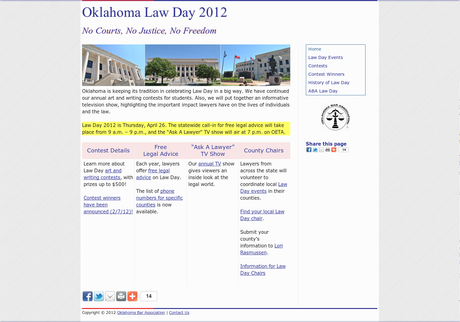 Oklahoma Law Day 2012
No Courts, No Justice, No Freedom
Home
Law Day Events
Contests
Contest Winners
History of Law Day
ABA Law Day
Oklahoma is keeping its tradition in celebrating Law Day in a big way. We have continued
our annual art and writing contests for students. Also, we will put together an informative
television show, highlighting the important impact lawyers have on the lives of individuals
and the law.
Law Day 2012 is Thursday, April 26. The statewide call-in for free legal advice will take
place from 9 a.m. – 9 p.m., and the "Ask A Lawyer" TV show will air at 7 p.m. on OETA.
Share this page
14
Contest Details
Learn more about
Law Day art and
writing contests, with
prizes up to $500!
Contest winners
have been
announced (2/7/12)!
Free
Legal Advice
Each year, lawyers
offer free legal
advice on Law Day.
The list of phone
numbers for specific
counties is now
available.
"Ask A Lawyer"
TV Show
Our annual TV show
gives viewers an
inside look at the
legal world.
County Chairs
Lawyers from
across the state will
volunteer to
coordinate local Law
Day events in their
counties.
Find your local Law
Day chair.
Submit your
county's
information to Lori
Rasmussen.
Information for Law
Day Chairs
14
Copyright © 2012 Oklahoma Bar Association | Contact Us